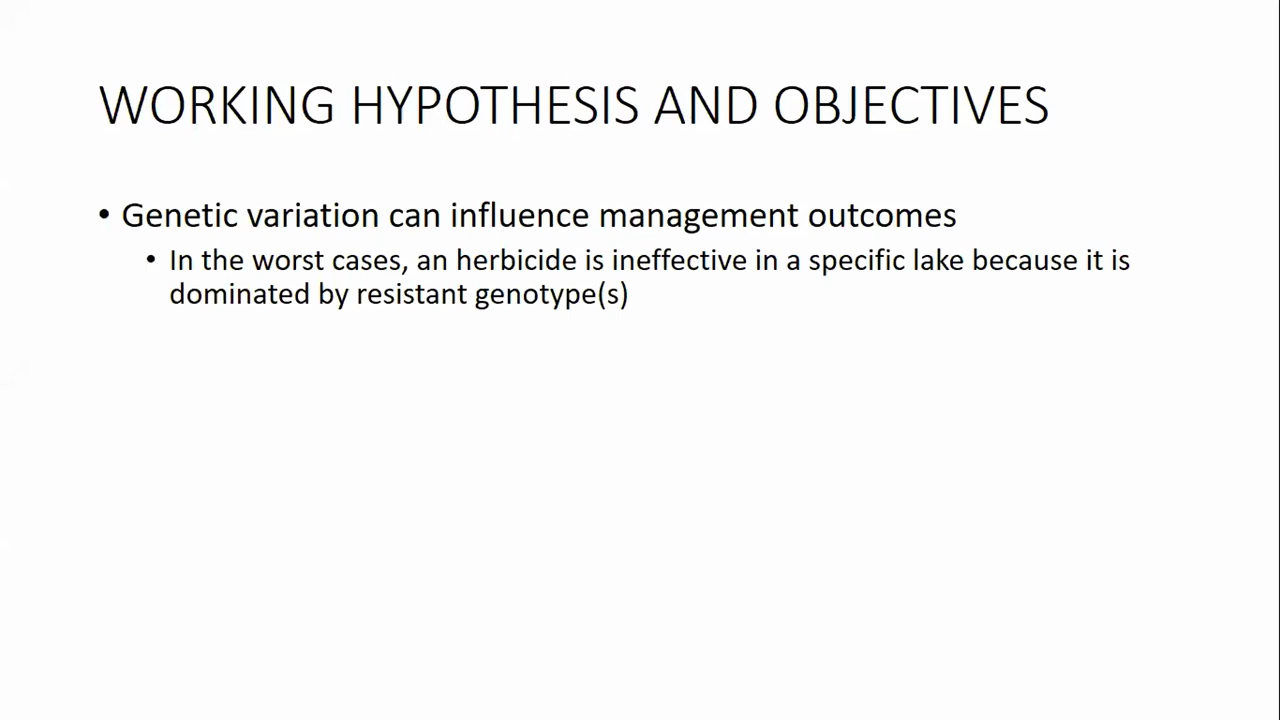 WORKING HYPOTHESIS AND OBJECTIVES
• Genetic variation can influence management outcomes
• In the worst cases, an herbicide is ineffective in a specific lake because it is
dominated by resistant genotype(s)